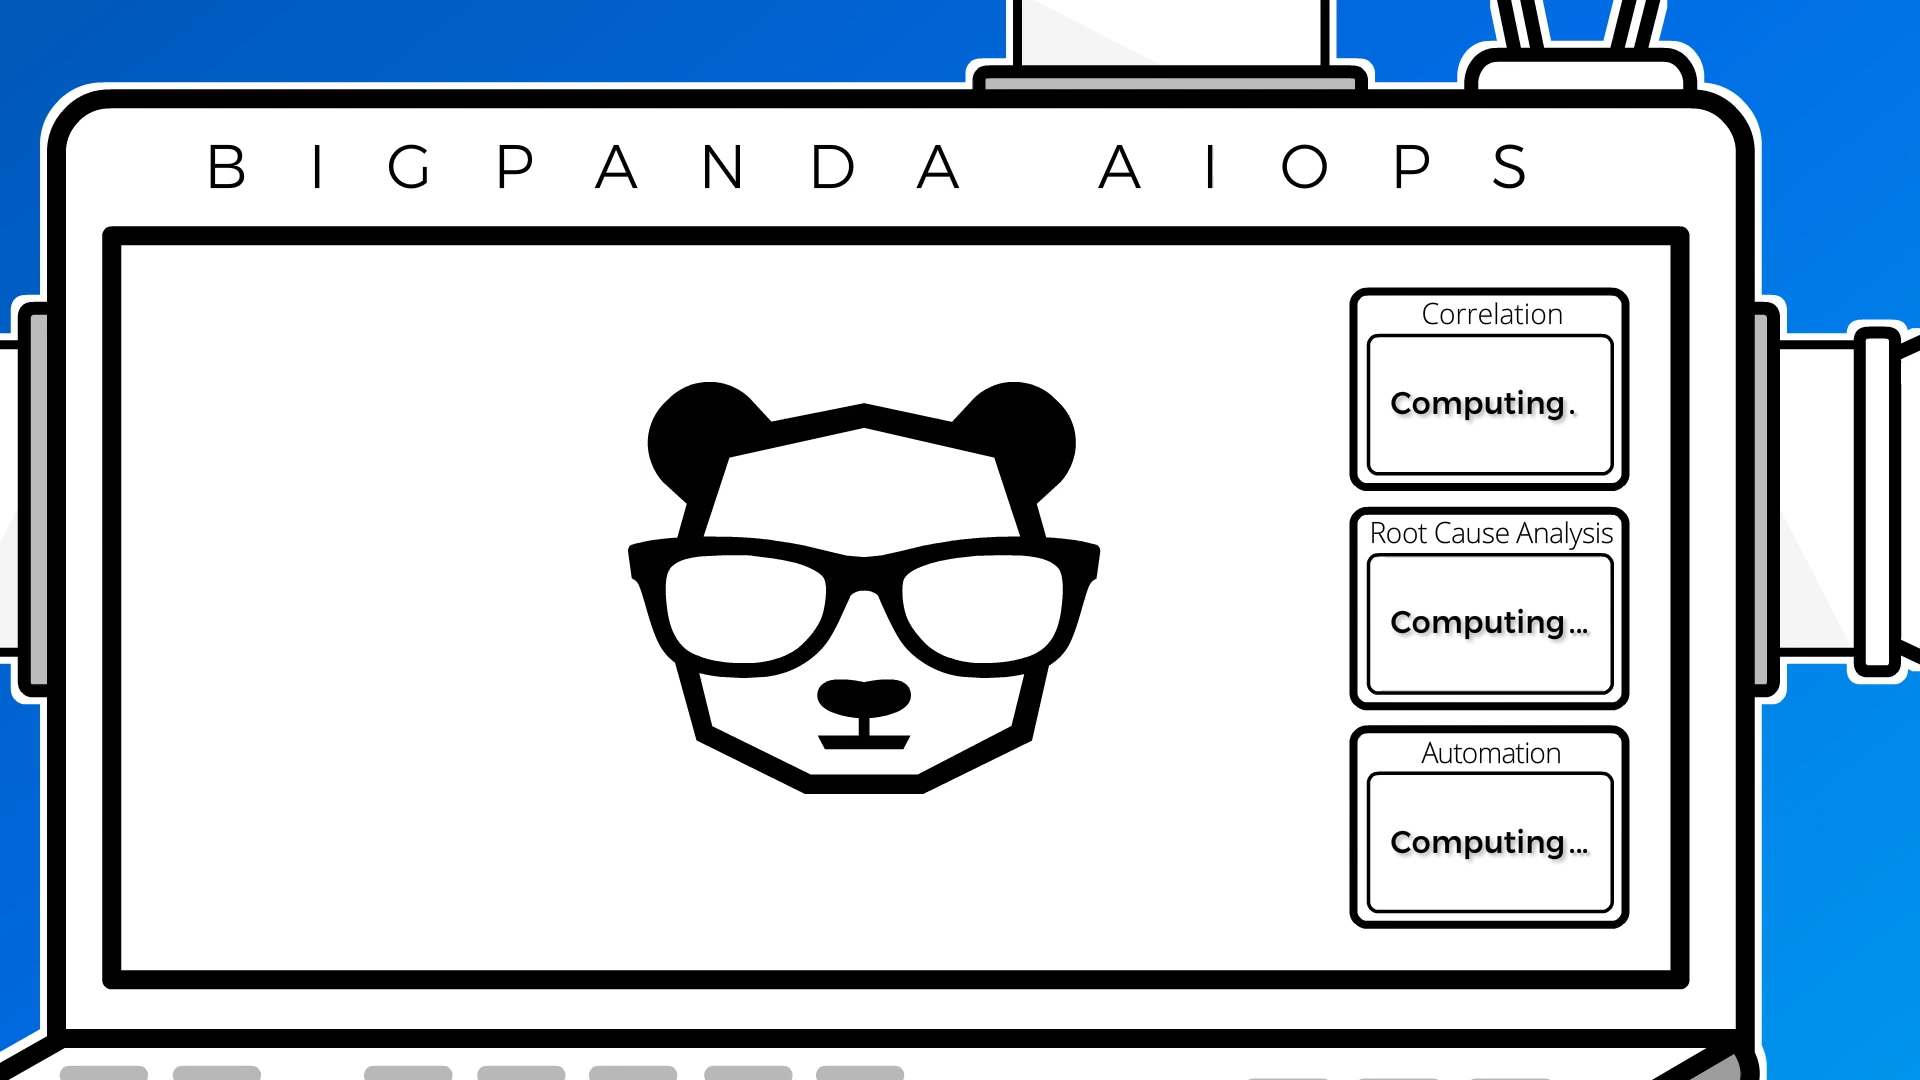 BIGPANDA AIOPS
Correlation
Computing.
Root Cause Analysis
Computing...
Automation
Computing...